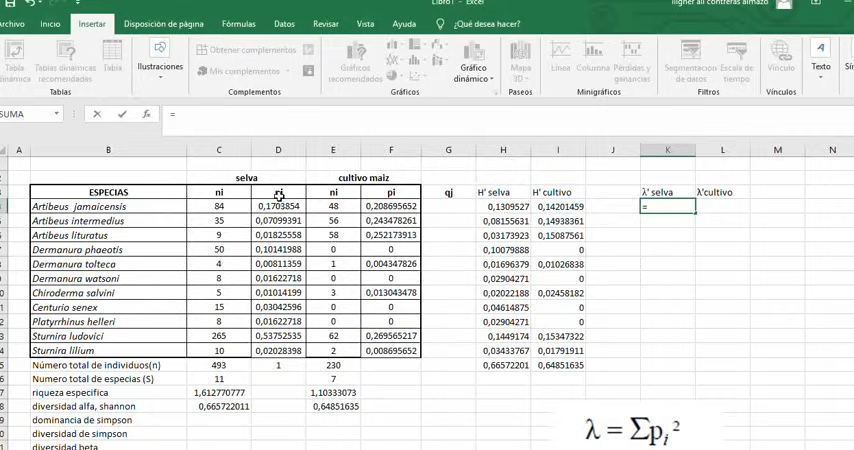 Libro1 - Excel
iligner ali contreras almazo
Archivo Inicio Insertar Disposición de página Fórmulas Datos Revisar Vista Ayuda ¿Qué desea hacer?
Tabla dinámica Tablas dinámicas recomendadas Tabla Ilustraciones Obtener complementos Mis complementos Gráficos recomendados Gráfico dinámico Mapa 3D Línea Columna Pérdidas y ganancias Segmentación de datos Escala de tiempo Vínculo Texto
Tablas Complementos Gráficos Paseos Minigráficos Filtros Vínculos
SUMA fx =
A B C D E F G H I J K L M N
selva cultivo maiz
ESPECIAS ni pi ni pi qj H' selva H' cultivo λ' selva λ'cultivo
Artibeus jamaicensis 84 0,1703854 48 0,208695652 0,1309527 0,14201459 =
Artibeus intermedius 35 0,07099391 56 0,243478261 0,08155631 0,14938361
Artibeus lituratus 9 0,01825558 58 0,252173913 0,03173923 0,15087561
Dermanura phaeotis 50 0,10141988 0 0 0,10079888 0
Dermanura tolteca 4 0,00811359 1 0,004347826 0,01696379 0,01026838
Dermanura watsoni 8 0,01622718 0 0 0,02904271 0
Chiroderma salvini 5 0,01014199 3 0,013043478 0,02022188 0,02458182
Centurio senex 15 0,03042596 0 0 0,04614875 0
Platyrrhinus helleri 8 0,01622718 0 0 0,02904271 0
Sturnira ludovici 265 0,53752535 62 0,269565217 0,1449174 0,15347322
Sturnira lilium 10 0,02028398 2 0,008695652 0,03433767 0,01791911
Número total de individuos(n) 493 1 230 0,66572201 0,64851635
Número total de especias (S) 11 7
riqueza especifica 1,612770777 1,10333073
diversidad alfa, shannon 0,665722011 0,64851635
dominancia de simpson
diversidad de simpson
diversidad beta
λ = Σpi²